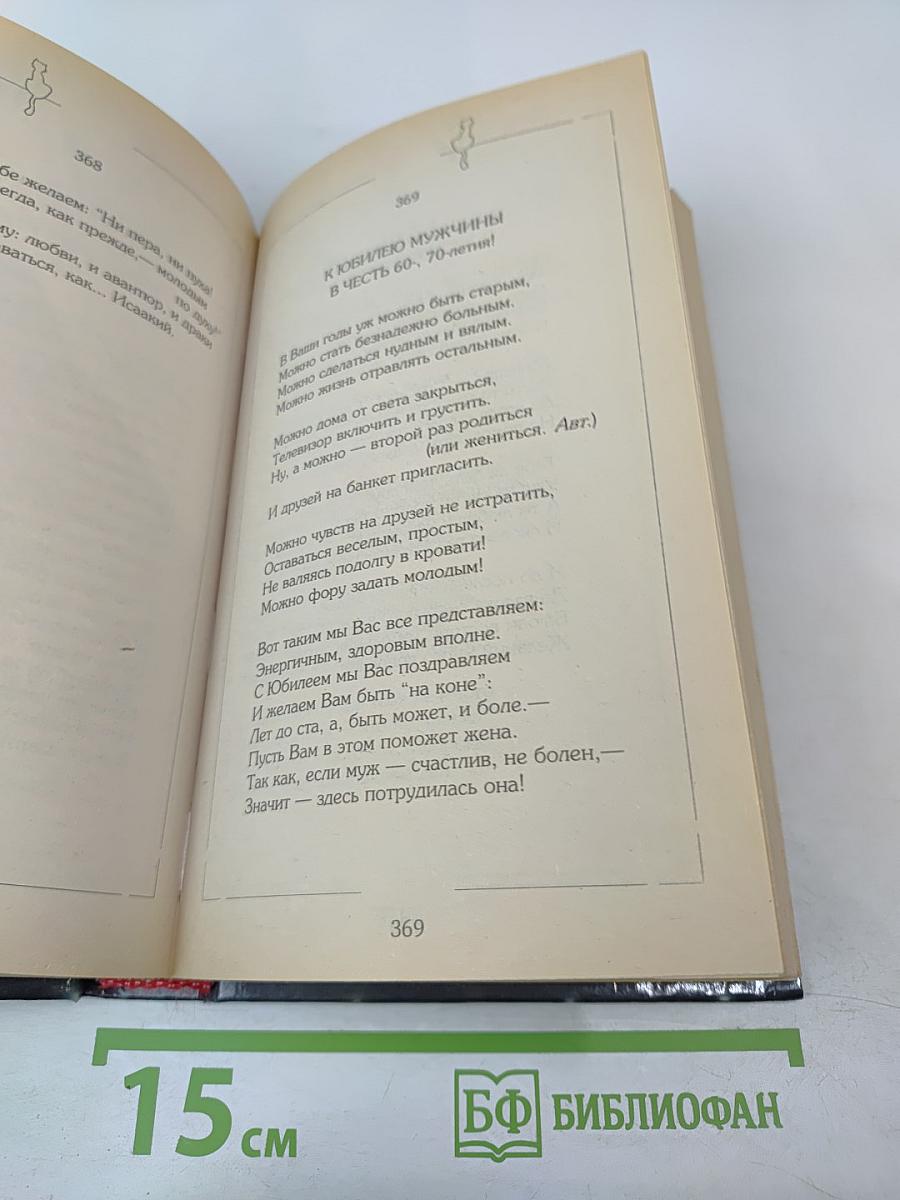 368
бе желаем: "Ни пера, ни пуха!
егда, как прежде,— молодым
по духу!"
му: любви, и авантюр, и драки
ваться, как... Исаакий.
369
К ЮБИЛЕЮ МУЖЧИНЫ
В ЧЕСТЬ 60-, 70-летия!
В Ваши годы уж можно быть старым,
Можно стать безнадежно больным.
Можно сделаться нудным и вялым.
Можно жизнь отравлять остальным.
Можно дома от света закрыться,
Телевизор включить и грустить.
Ну, а можно — второй раз родиться
(или жениться. Авт.)
И друзей на банкет пригласить.
Можно чувств на друзей не истратить,
Оставаться веселым, простым,
Не валяясь подолгу в кровати!
Можно фору задать молодым!
Вот таким мы Вас все представляем:
Энергичным, здоровым вполне.
С Юбилеем мы Вас поздравляем
И желаем Вам быть "на коне":
Лет до ста, а, быть может, и боле.—
Пусть Вам в этом поможет жена.
Так как, если муж — счастлив, не болен,—
Значит — здесь потрудилась она!
369
15 см
БФ БИБЛИОФАН